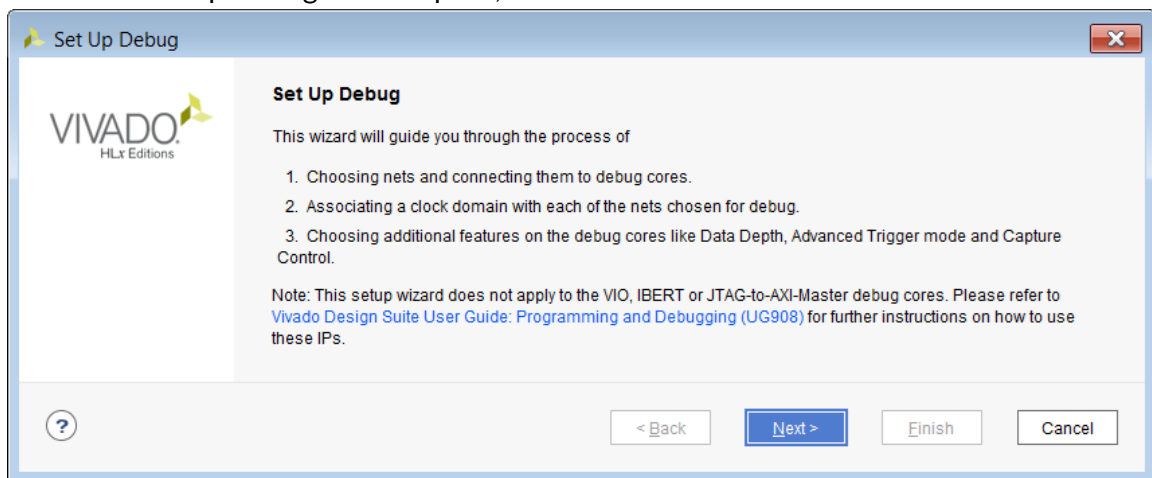 Set Up Debug
VIVADO.
HLx Editions
Set Up Debug
This wizard will guide you through the process of
1. Choosing nets and connecting them to debug cores.
2. Associating a clock domain with each of the nets chosen for debug.
3. Choosing additional features on the debug cores like Data Depth, Advanced Trigger mode and Capture
Control.
Note: This setup wizard does not apply to the VIO, IBERT or JTAG-to-AXI-Master debug cores. Please refer to
Vivado Design Suite User Guide: Programming and Debugging (UG908) for further instructions on how to use
these IPs.
?
< Back
Next >
Finish
Cancel